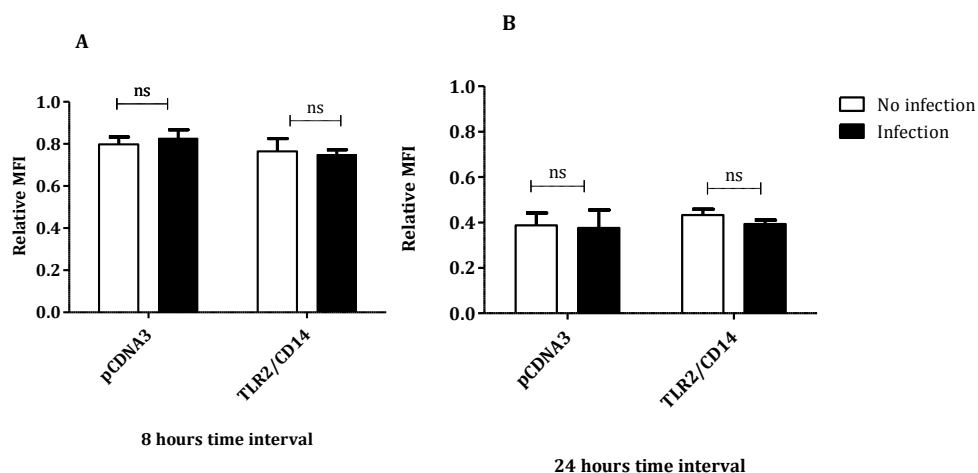 A
ns
ns
1.0
0.8
0.6
0.4
0.2
0.0
Relative MFI
pCDNA3
TLR2/CD14
8 hours time interval
B
1.0
0.8
0.6
0.4
0.2
0.0
Relative MFI
ns
ns
pCDNA3
TLR2/CD14
24 hours time interval
No infection
Infection